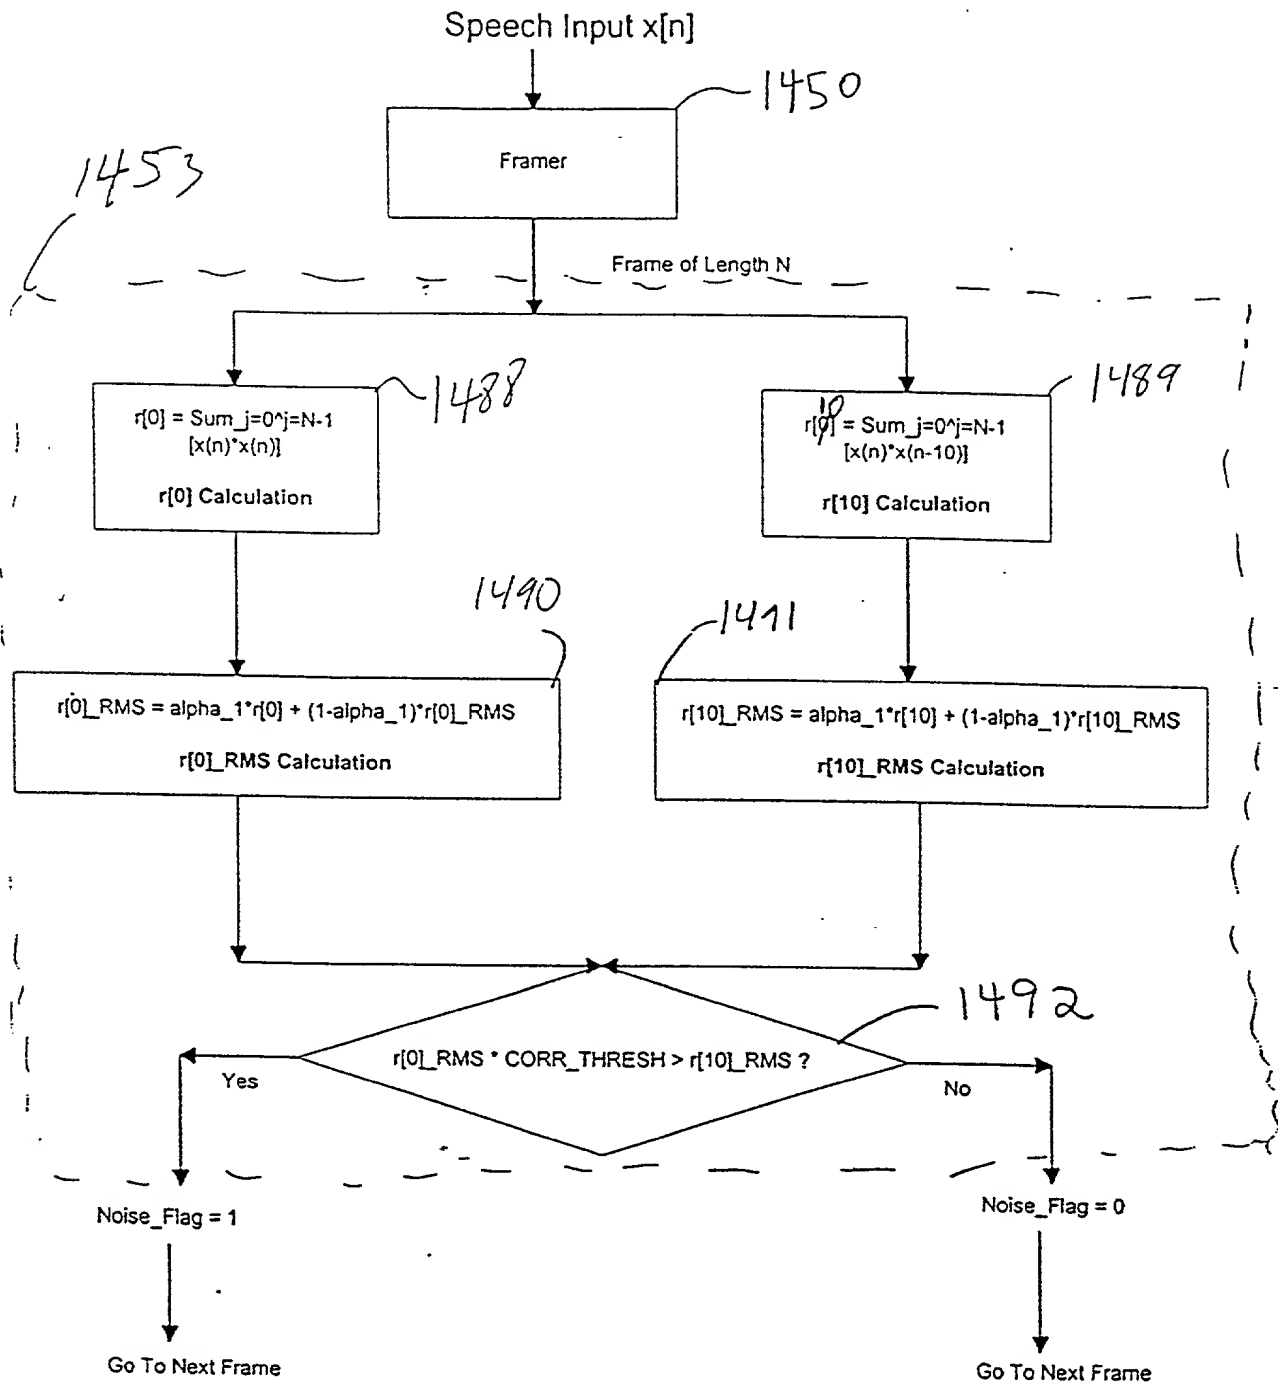 Speech Input x[n]
1450
Framer
1453
Frame of Length N
1488
1489
r[0] = Sum_j=0^j=N-1
[x(n)*x(n)]
r[0] Calculation
10
r[0] = Sum_j=0^j=N-1
[x(n)*x(n-10)]
r[10] Calculation
1490
1491
r[0]_RMS = alpha_1*r[0] + (1-alpha_1)*r[0]_RMS
r[0]_RMS Calculation
r[10]_RMS = alpha_1*r[10] + (1-alpha_1)*r[10]_RMS
r[10]_RMS Calculation
1492
r[0]_RMS * CORR_THRESH > r[10]_RMS ?
Yes
No
Noise_Flag = 1
Noise_Flag = 0
Go To Next Frame
Go To Next Frame